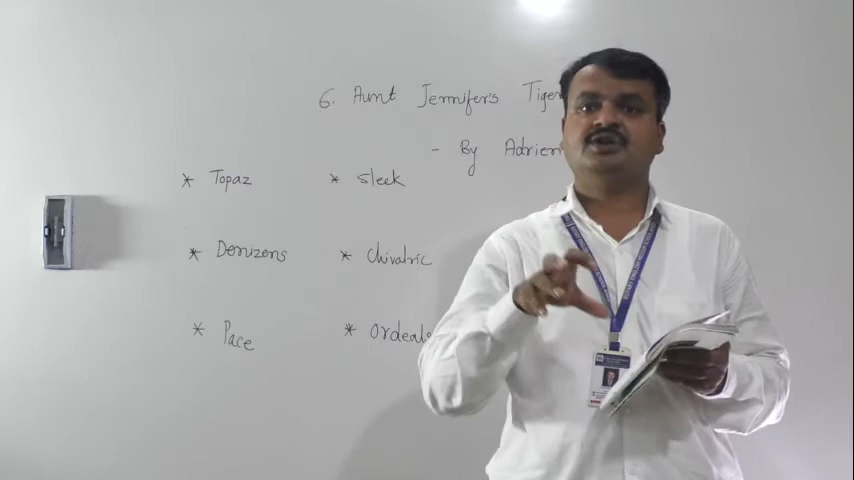 6. Aunt Jennifer's Tiger
- By Adrien
* Topaz * Sleek
* Denizens * Chivalric
* Pace * Ordeals